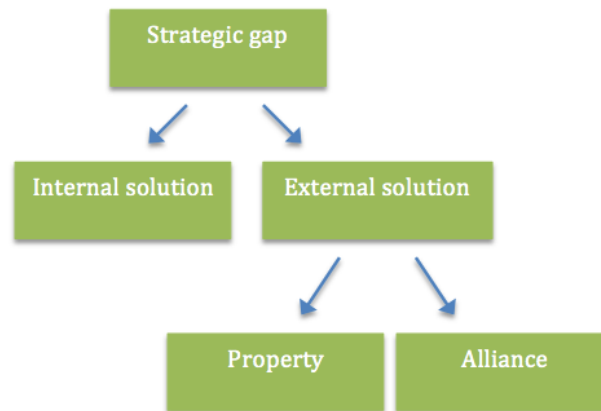 Strategic gap
Internal solution
External solution
Property
Alliance